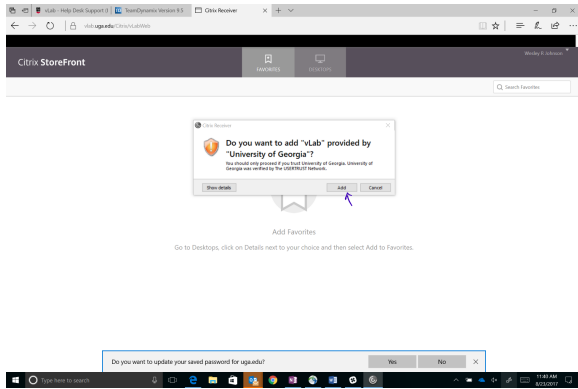 vLab - Help Desk Support (I
TeamDynamix Version 9.5
Citrix Receiver
vlab.uga.edu/Citrix/vLabWeb
Citrix StoreFront
FAVORITES
DESKTOPS
Search Favorites
Citrix Receiver
Do you want to add "vLab" provided by
"University of Georgia"?
You should only proceed if you trust University of Georgia. University of
Georgia was verified by The USERTRUST Network.
Show details
Add
Cancel
Add Favorites
Go to Desktops, click on Details next to your choice and then select Add to Favorites.
Do you want to update your saved password for uga.edu?
Yes
No
Type here to search
11:40 AM
8/23/2017